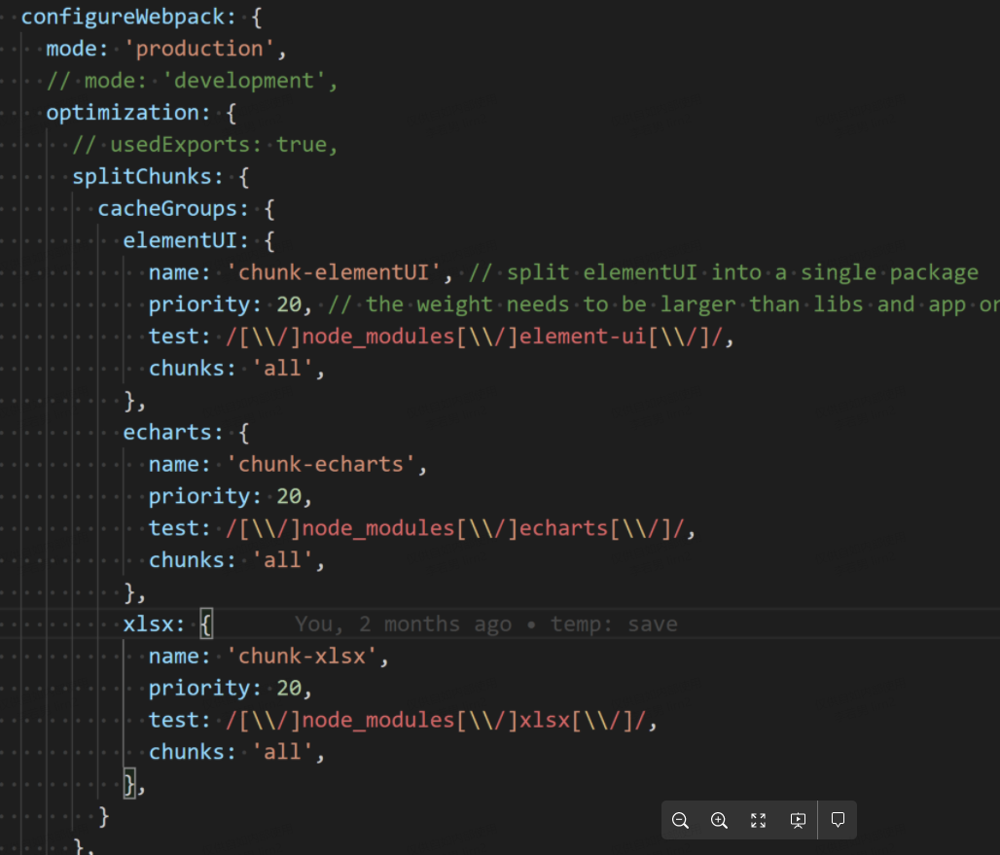 configureWebpack: {
mode: 'production',
// mode: 'development',
optimization: {
// usedExports: true,
splitChunks: {
cacheGroups: {
elementUI: {
name: 'chunk-elementUI', // split elementUI into a single package
priority: 20, // the weight needs to be larger than libs and app or
test: /[\\/]node_modules[\\/]element-ui[\\/]/,
chunks: 'all',
},
echarts: {
name: 'chunk-echarts',
priority: 20,
test: /[\\/]node_modules[\\/]echarts[\\/]/,
chunks: 'all',
},
xlsx: { You, 2 months ago • temp: save
name: 'chunk-xlsx',
priority: 20,
test: /[\\/]node_modules[\\/]xlsx[\\/]/,
chunks: 'all',
},
}
},